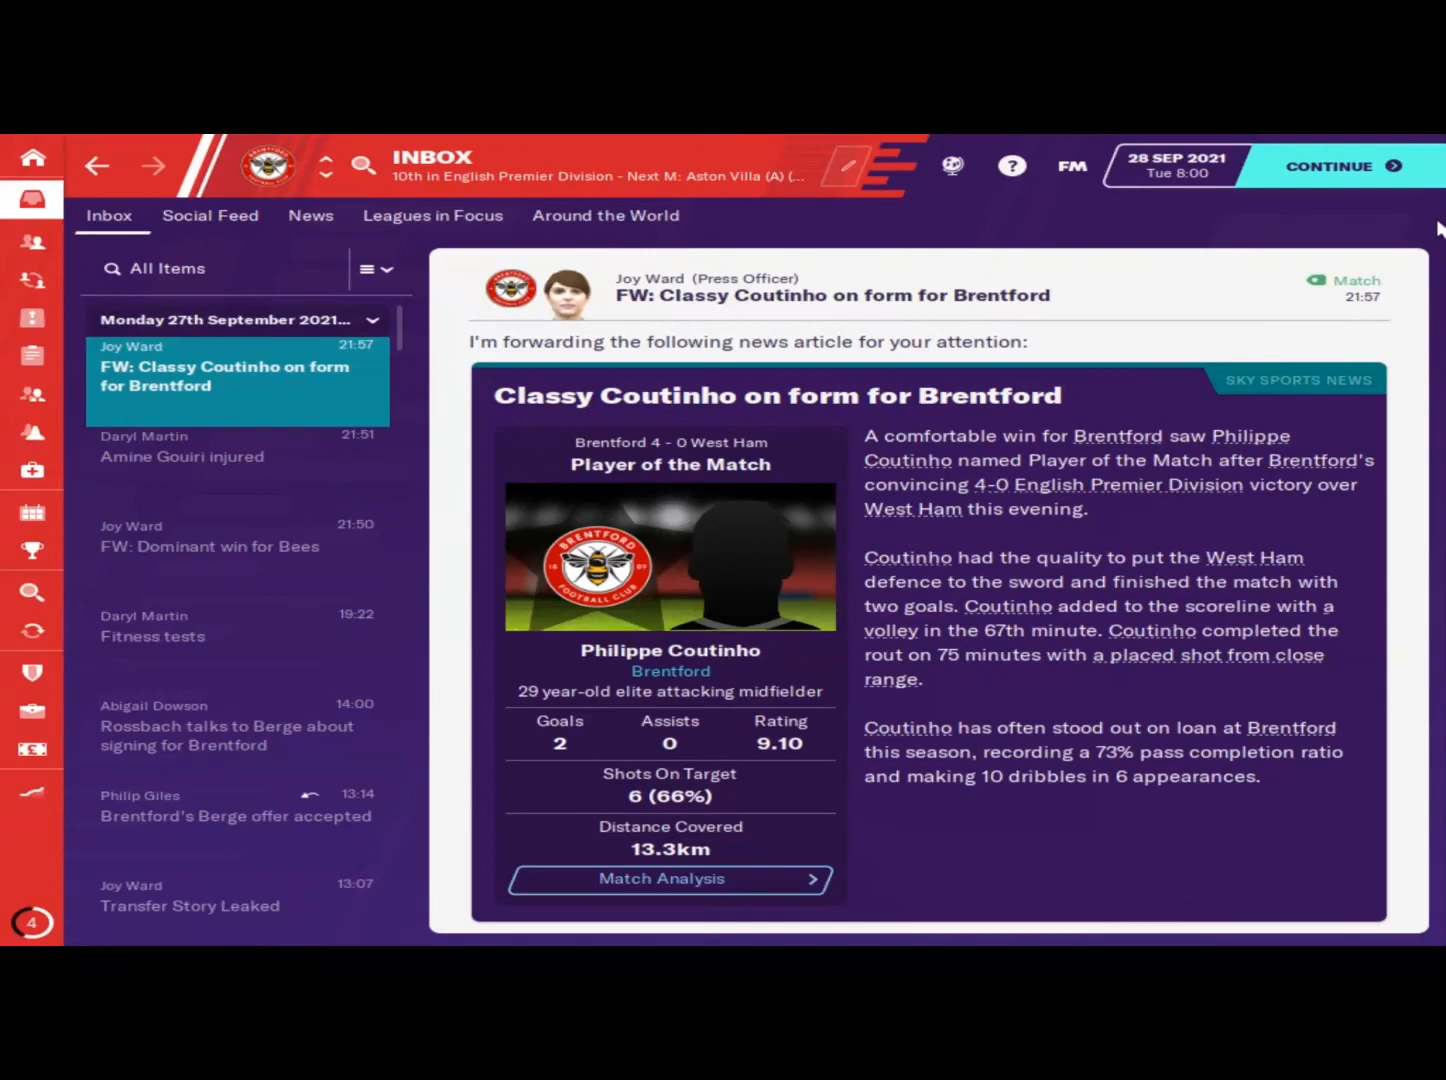 INBOX
10th in English Premier Division - Next M: Aston Villa (A) (...
?
FM
28 SEP 2021
Tue 8:00
CONTINUE
Inbox
Social Feed
News
Leagues in Focus
Around the World
All Items
Monday 27th September 2021...
Joy Ward
21:57
FW: Classy Coutinho on form
for Brentford
Daryl Martin
21:51
Amine Gouiri injured
Joy Ward
21:50
FW: Dominant win for Bees
Daryl Martin
19:22
Fitness tests
Abigail Dowson
14:00
Rossbach talks to Berge about
signing for Brentford
Philip Giles
13:14
Brentford's Berge offer accepted
Joy Ward
13:07
Transfer Story Leaked
4
Joy Ward (Press Officer)
FW: Classy Coutinho on form for Brentford
Match
21:57
I'm forwarding the following news article for your attention:
SKY SPORTS NEWS
Classy Coutinho on form for Brentford
Brentford 4 - 0 West Ham
Player of the Match
BRENTFORD
18 89
FOOTBALL CLUB
Philippe Coutinho
Brentford
29 year-old elite attacking midfielder
Goals Assists Rating
2 0 9.10
Shots On Target
6 (66%)
Distance Covered
13.3km
Match Analysis
A comfortable win for Brentford saw Philippe
Coutinho named Player of the Match after Brentford's
convincing 4-0 English Premier Division victory over
West Ham this evening.
Coutinho had the quality to put the West Ham
defence to the sword and finished the match with
two goals. Coutinho added to the scoreline with a
volley in the 67th minute. Coutinho completed the
rout on 75 minutes with a placed shot from close
range.
Coutinho has often stood out on loan at Brentford
this season, recording a 73% pass completion ratio
and making 10 dribbles in 6 appearances.